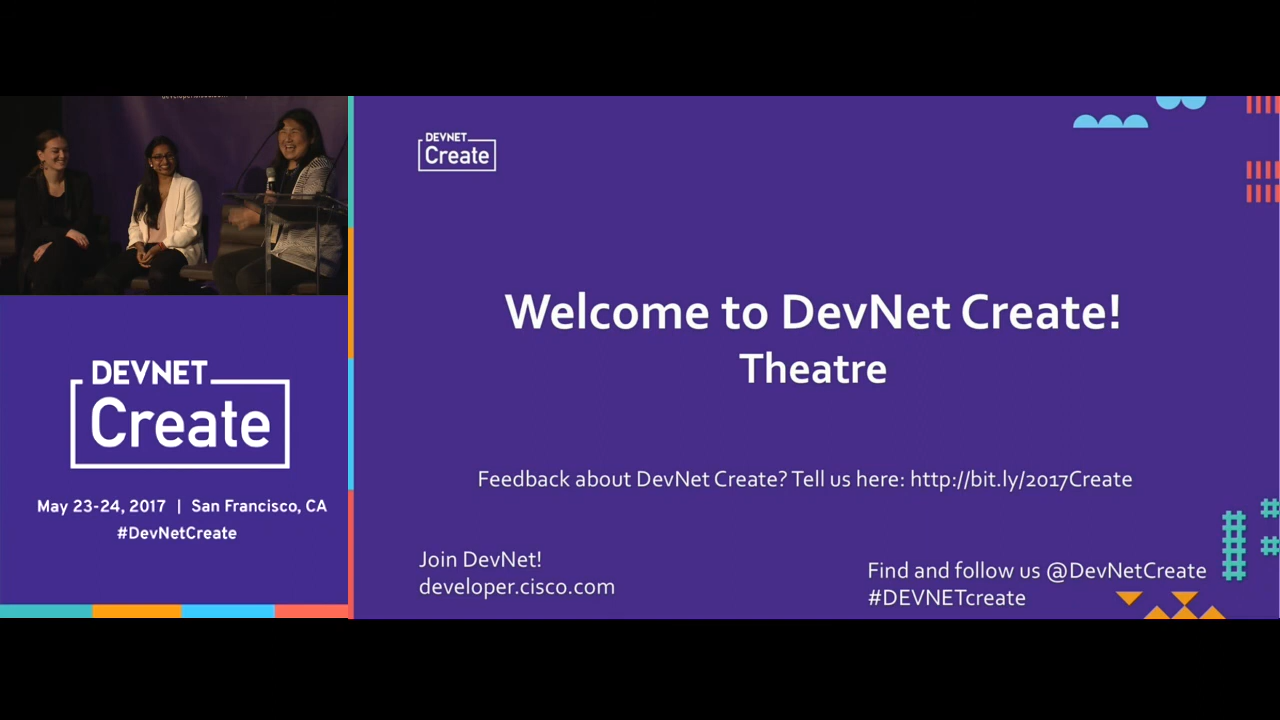 DEVNET
Create
May 23-24, 2017 | San Francisco, CA
#DevNetCreate
DEVNET
Create
Welcome to DevNet Create!
Theatre
Feedback about DevNet Create? Tell us here: http://bit.ly/2017Create
Join DevNet!
developer.cisco.com
Find and follow us @DevNetCreate
#DEVNETcreate